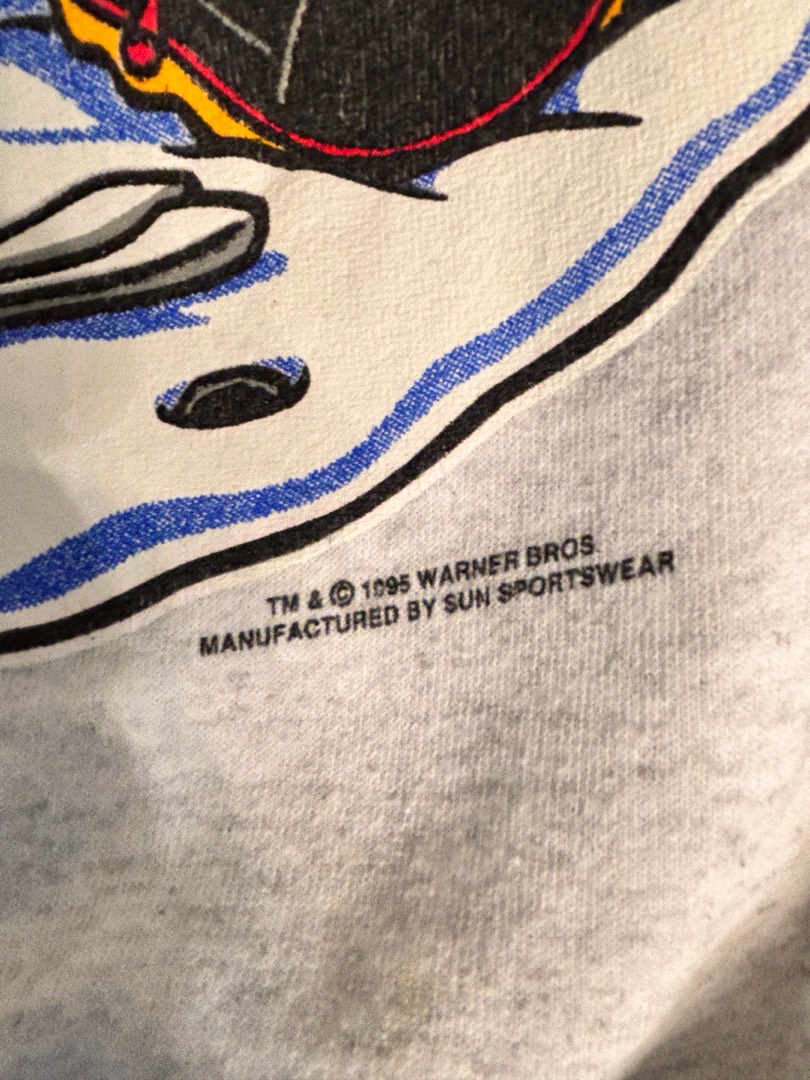 TM & © 1995 WARNER BROS.
MANUFACTURED BY SUN SPORTSWEAR